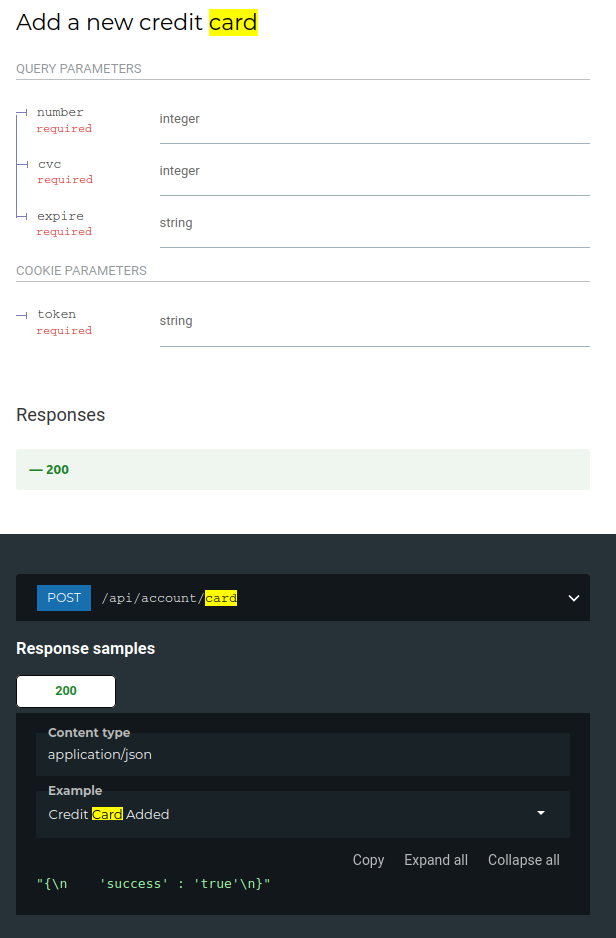 Add a new credit card
QUERY PARAMETERS
number
required
integer
cvc
required
integer
expire
required
string
COOKIE PARAMETERS
token
required
string
Responses
— 200
POST /api/account/card
Response samples
200
Content type
application/json
Example
Credit Card Added
Copy Expand all Collapse all
"{\n    'success' : 'true'\n}"